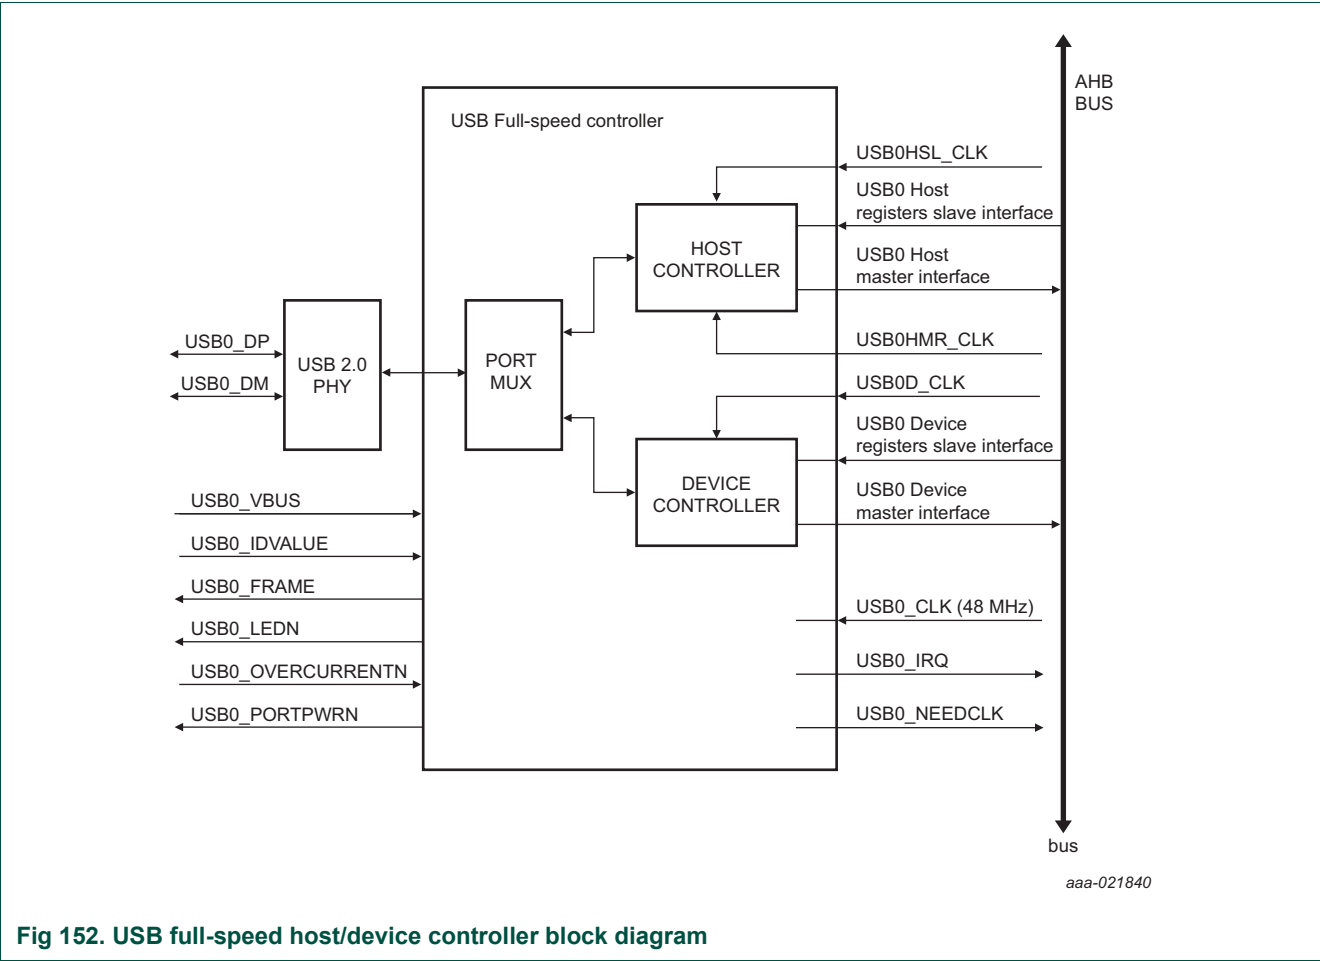 AHB
BUS
USB Full-speed controller
USB0HSL_CLK
USB0 Host
registers slave interface
HOST
CONTROLLER
USB0 Host
master interface
USB0_DP
USB0_DM
USB 2.0
PHY
PORT
MUX
USB0HMR_CLK
USB0D_CLK
USB0 Device
registers slave interface
DEVICE
CONTROLLER
USB0 Device
master interface
USB0_VBUS
USB0_IDVALUE
USB0_FRAME
USB0_LEDN
USB0_OVERCURRENTN
USB0_PORTPWRN
USB0_CLK (48 MHz)
USB0_IRQ
USB0_NEEDCLK
bus
aaa-021840
Fig 152. USB full-speed host/device controller block diagram